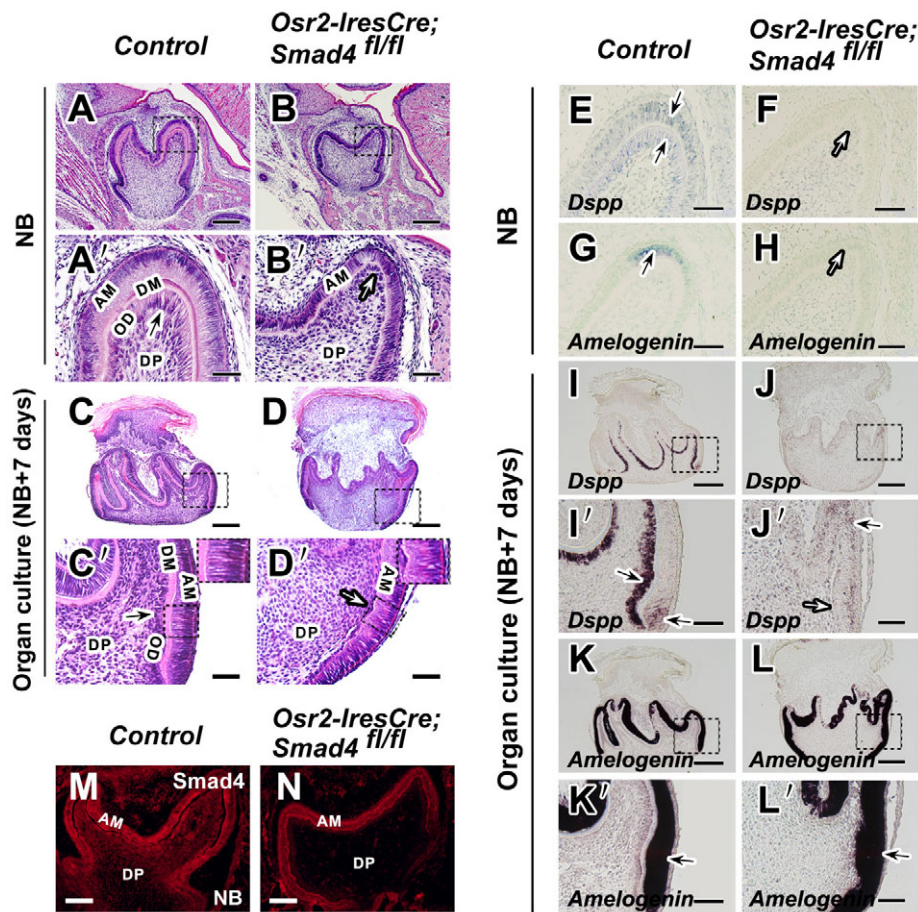 Control
Osr2-IresCre;
Smad4 fl/fl
NB
A
B
A'
AM
DM
OD
DP
B'
AM
DP
Organ culture (NB+7 days)
C
D
C'
DM
AM
DP
OD
D'
AM
DP
Control
Osr2-IresCre;
Smad4 fl/fl
M
Smad4
AM
DP
NB
N
AM
DP
Control
Osr2-IresCre;
Smad4 fl/fl
NB
E
Dspp
F
Dspp
G
Amelogenin
H
Amelogenin
Organ culture (NB+7 days)
I
Dspp
J
Dspp
I'
Dspp
J'
Dspp
K
Amelogenin
L
Amelogenin
K'
Amelogenin
L'
Amelogenin